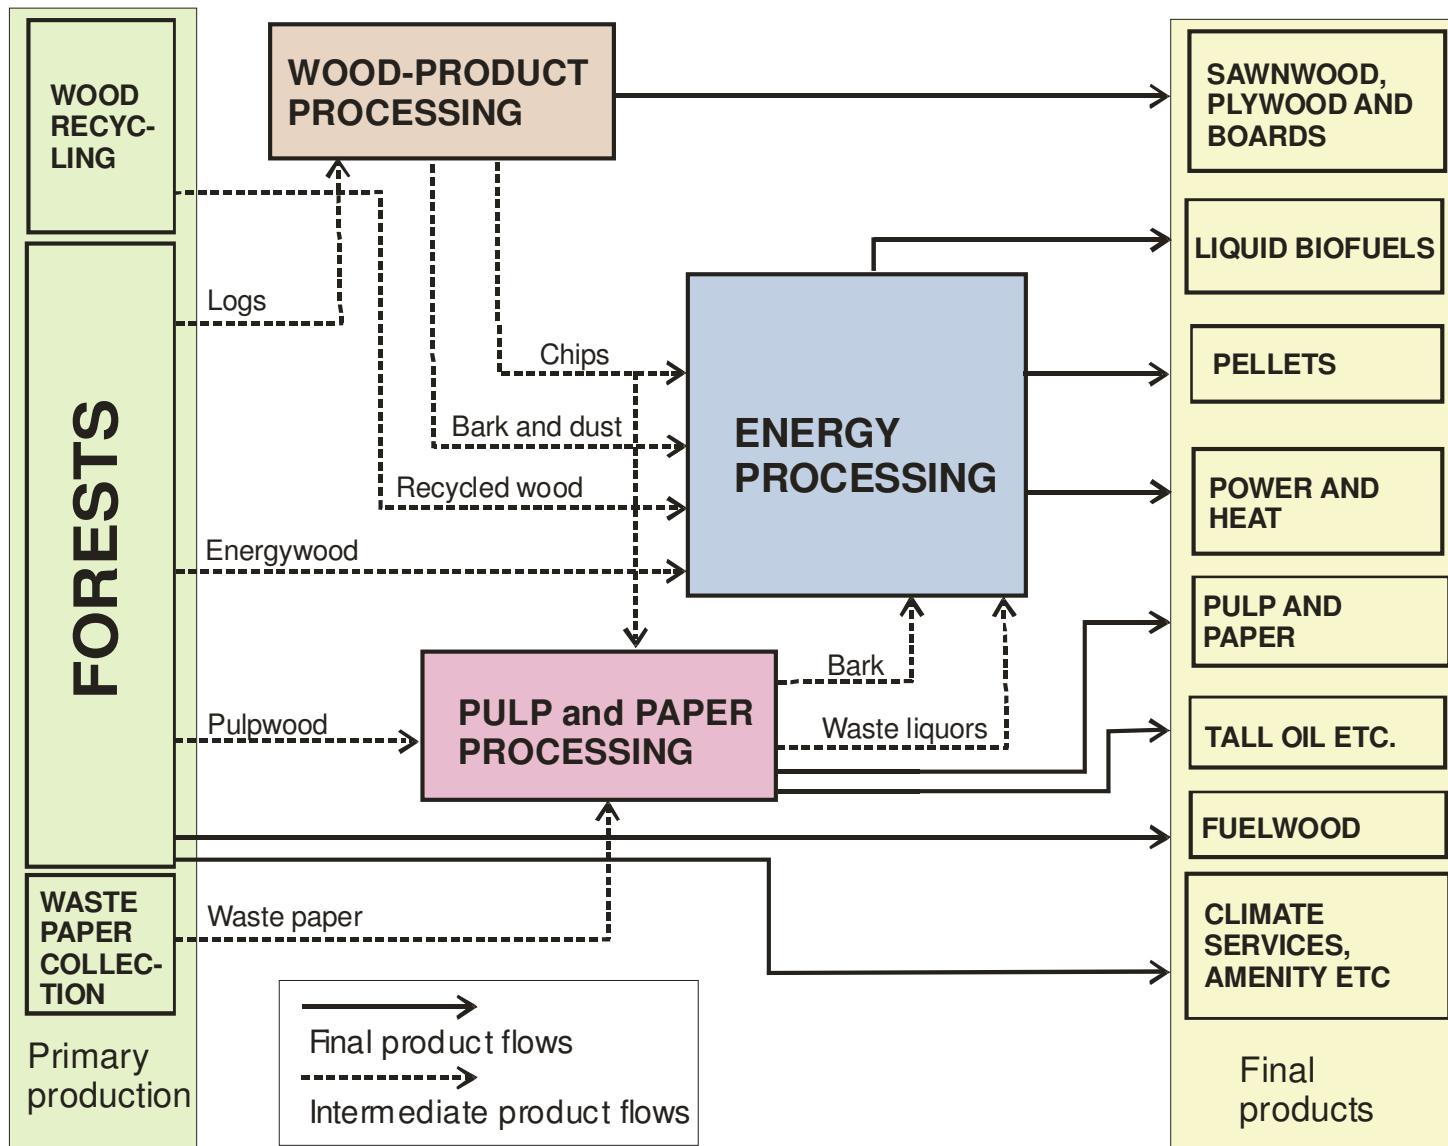 WOOD
RECYC-
LING
FORESTS
WASTE
PAPER
COLLEC-
TION
Primary
production
WOOD-PRODUCT
PROCESSING
Logs
Chips
Bark and dust
Recycled wood
Energywood
ENERGY
PROCESSING
Pulpwood
PULP and PAPER
PROCESSING
Bark
Waste liquors
Waste paper
Final product flows
Intermediate product flows
SAWNWOOD,
PLYWOOD AND
BOARDS
LIQUID BIOFUELS
PELLETS
POWER AND
HEAT
PULP AND
PAPER
TALL OIL ETC.
FUELWOOD
CLIMATE
SERVICES,
AMENITY ETC
Final
products